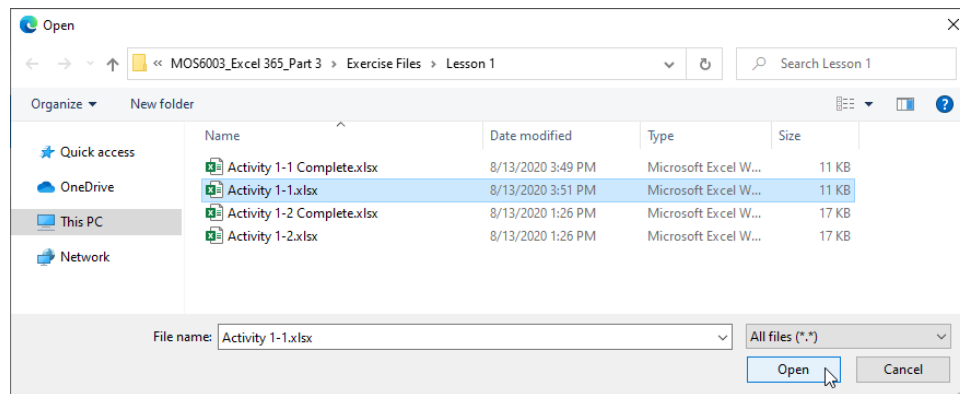 Open
« MOS6003_Excel 365_Part 3 › Exercise Files › Lesson 1
Search Lesson 1
Organize New folder
Quick access
OneDrive
This PC
Network
Name Date modified Type Size
Activity 1-1 Complete.xlsx 8/13/2020 3:49 PM Microsoft Excel W... 11 KB
Activity 1-1.xlsx 8/13/2020 3:51 PM Microsoft Excel W... 11 KB
Activity 1-2 Complete.xlsx 8/13/2020 1:26 PM Microsoft Excel W... 17 KB
Activity 1-2.xlsx 8/13/2020 1:26 PM Microsoft Excel W... 17 KB
File name: Activity 1-1.xlsx All files (*.*)
Open Cancel